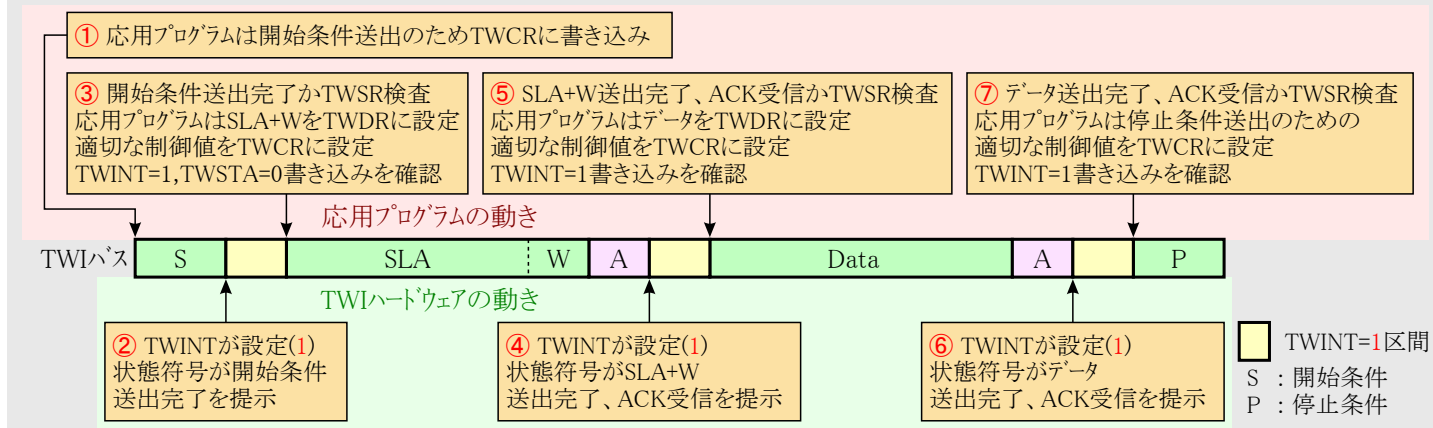 ① 応用プログラムは開始条件送出のためTWCRに書き込み
③ 開始条件送出完了かTWSR検査
応用プログラムはSLA+WをTWDRに設定
適切な制御値をTWCRに設定
TWINT=1,TWSTA=0書き込みを確認
⑤ SLA+W送出完了、ACK受信かTWSR検査
応用プログラムはデータをTWDRに設定
適切な制御値をTWCRに設定
TWINT=1書き込みを確認
⑦ データ送出完了、ACK受信かTWSR検査
応用プログラムは停止条件送出のための
適切な制御値をTWCRに設定
TWINT=1書き込みを確認
応用プログラムの動き
TWIバス S SLA W A Data A P
TWIハードウェアの動き
② TWINTが設定(1)
状態符号が開始条件
送出完了を提示
④ TWINTが設定(1)
状態符号がSLA+W
送出完了、ACK受信を提示
⑥ TWINTが設定(1)
状態符号がデータ
送出完了、ACK受信を提示
TWINT=1区間
S : 開始条件
P : 停止条件